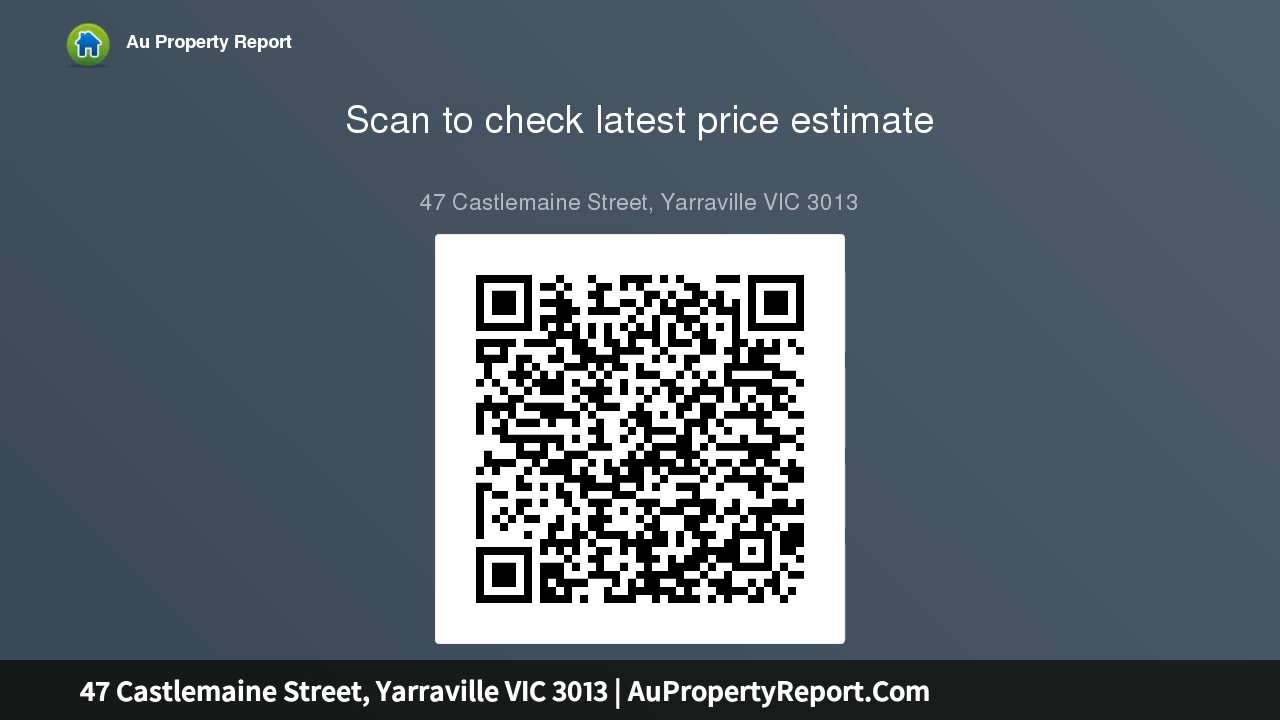 Au Property Report
Scan to check latest price estimate
47 Castlemaine Street, Yarraville VIC 3013
47 Castlemaine Street, Yarraville VIC 3013 | AuPropertyReport.Com